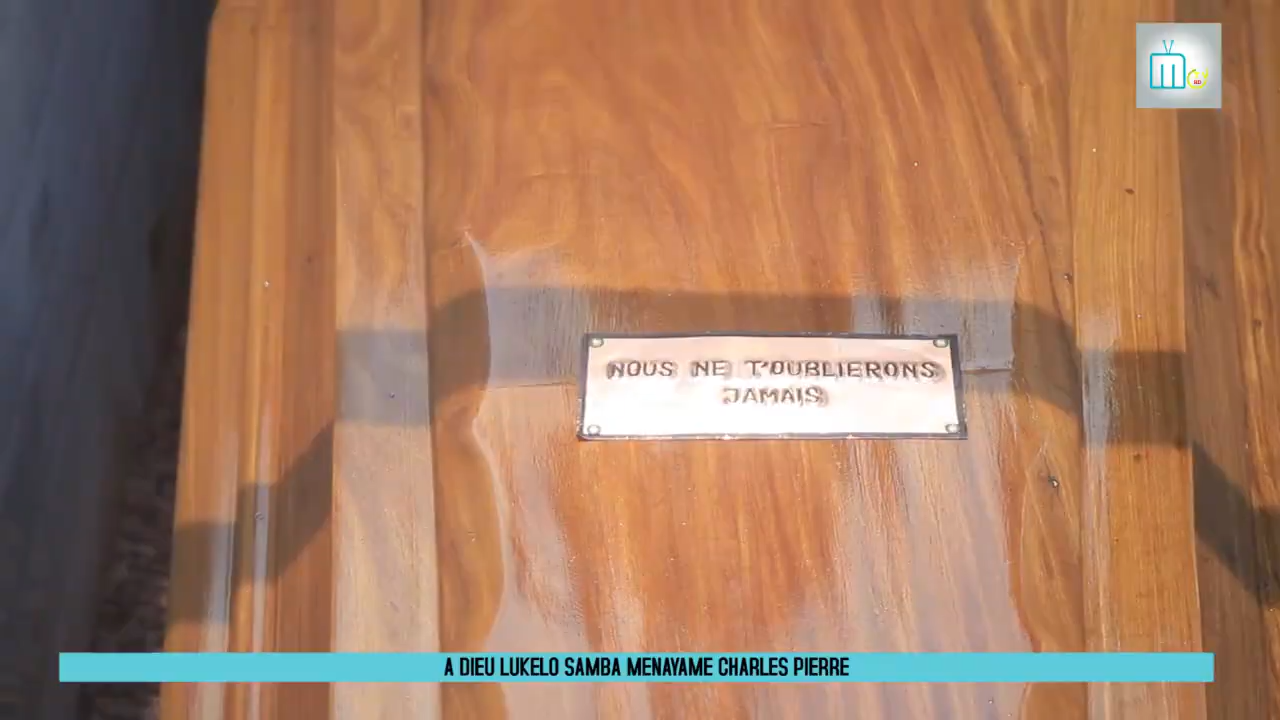 NOUS NE T'OUBLIERONS
JAMAIS
A DIEU LUKELO SAMBA MENAYAME CHARLES PIERRE